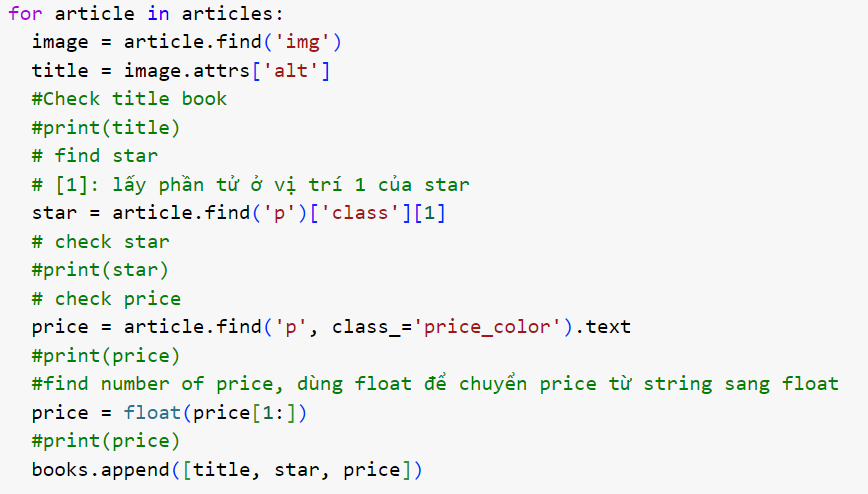 for article in articles:
  image = article.find('img')
  title = image.attrs['alt']
  #Check title book
  #print(title)
  # find star
  # [1]: lấy phần tử ở vị trí 1 của star
  star = article.find('p')['class'][1]
  # check star
  #print(star)
  # check price
  price = article.find('p', class_='price_color').text
  #print(price)
  #find number of price, dùng float để chuyển price từ string sang float
  price = float(price[1:])
  #print(price)
  books.append([title, star, price])